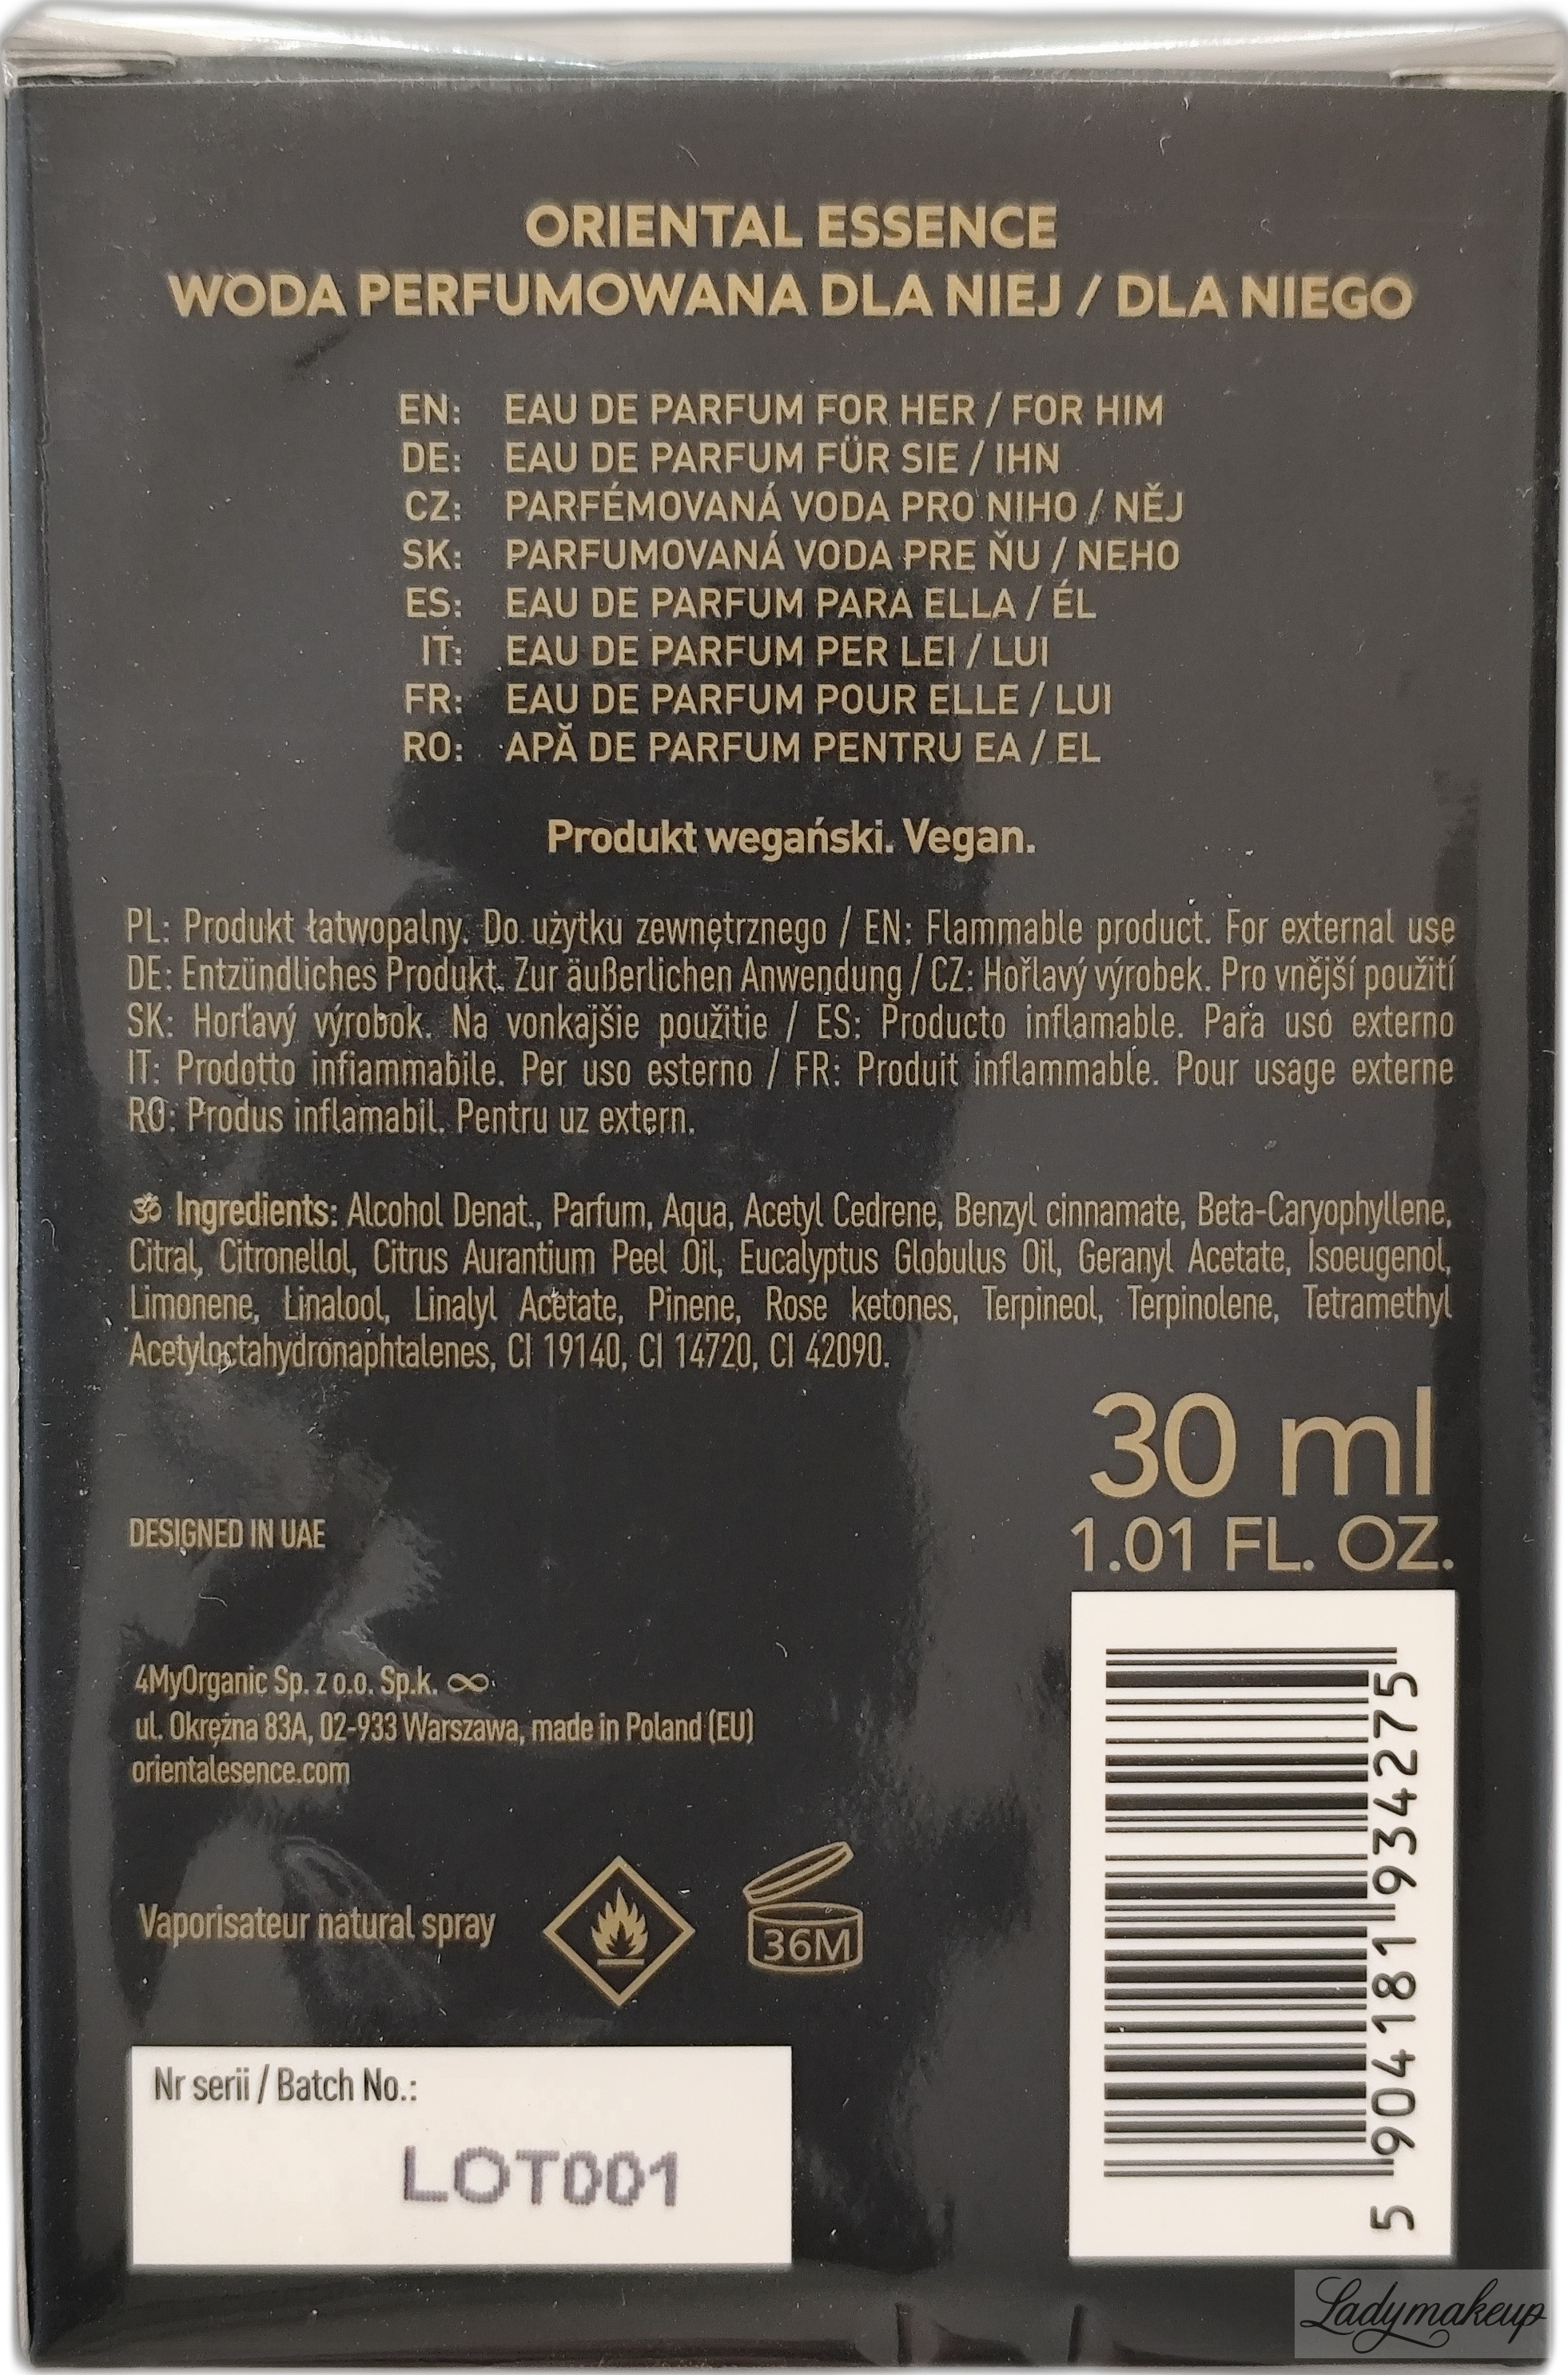 ORIENTAL ESSENCE
WODA PERFUMOWANA DLA NIEJ / DLA NIEGO
EN: EAU DE PARFUM FOR HER / FOR HIM
DE: EAU DE PARFUM FÜR SIE / IHN
CZ: PARFÉMOVANÁ VODA PRO NIHO / NĚJ
SK: PARFUMOVANÁ VODA PRE ŇU / NEHO
ES: EAU DE PARFUM PARA ELLA / ÉL
IT: EAU DE PARFUM PER LEI / LUI
FR: EAU DE PARFUM POUR ELLE / LUI
RO: APĂ DE PARFUM PENTRU EA / EL
Produkt wegański. Vegan.
PL: Produkt łatwopalny. Do użytku zewnętrznego / EN: Flammable product. For external use
DE: Entzündliches Produkt. Zur äußerlichen Anwendung / CZ: Hořlavý výrobek. Pro vnější použití
SK: Horľavý výrobok. Na vonkajšie použitie / ES: Producto inflamable. Para uso externo
IT: Prodotto infiammabile. Per uso esterno / FR: Produit inflammable. Pour usage externe
RO: Produs inflamabil. Pentru uz extern.
ॐ Ingredients: Alcohol Denat., Parfum, Aqua, Acetyl Cedrene, Benzyl cinnamate, Beta-Caryophyllene,
Citral, Citronellol, Citrus Aurantium Peel Oil, Eucalyptus Globulus Oil, Geranyl Acetate, Isoeugenol,
Limonene, Linalool, Linalyl Acetate, Pinene, Rose ketones, Terpineol, Terpinolene, Tetramethyl
Acetyloctahydronaphtalenes, CI 19140, CI 14720, CI 42090.
30 ml
1.01 FL. OZ.
DESIGNED IN UAE
4MyOrganic Sp. z o.o. Sp.k. ∞
ul. Okrężna 83A, 02-933 Warszawa, made in Poland (EU)
orientalesence.com
Vaporisateur natural spray
36M
Nr serii / Batch No.:
LOT001
5 904181 934275
Ladymakeup